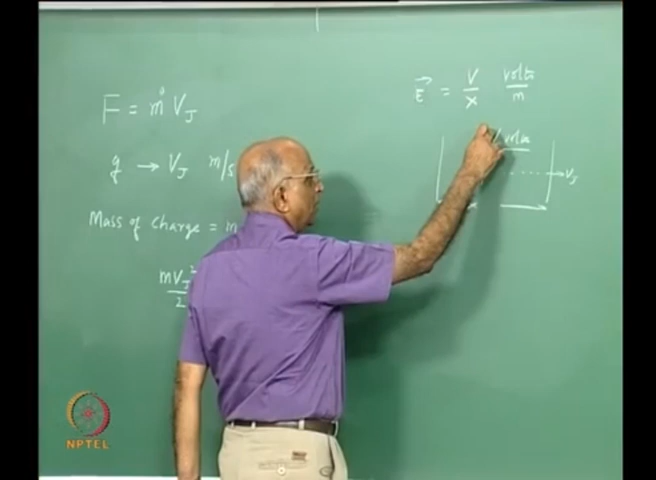 F = ṁ V_J
q → V_J m/s
Mass of charge = m
mV_J²
2
E⃗ = V/x volts/m
V volts
V_J
NPTEL